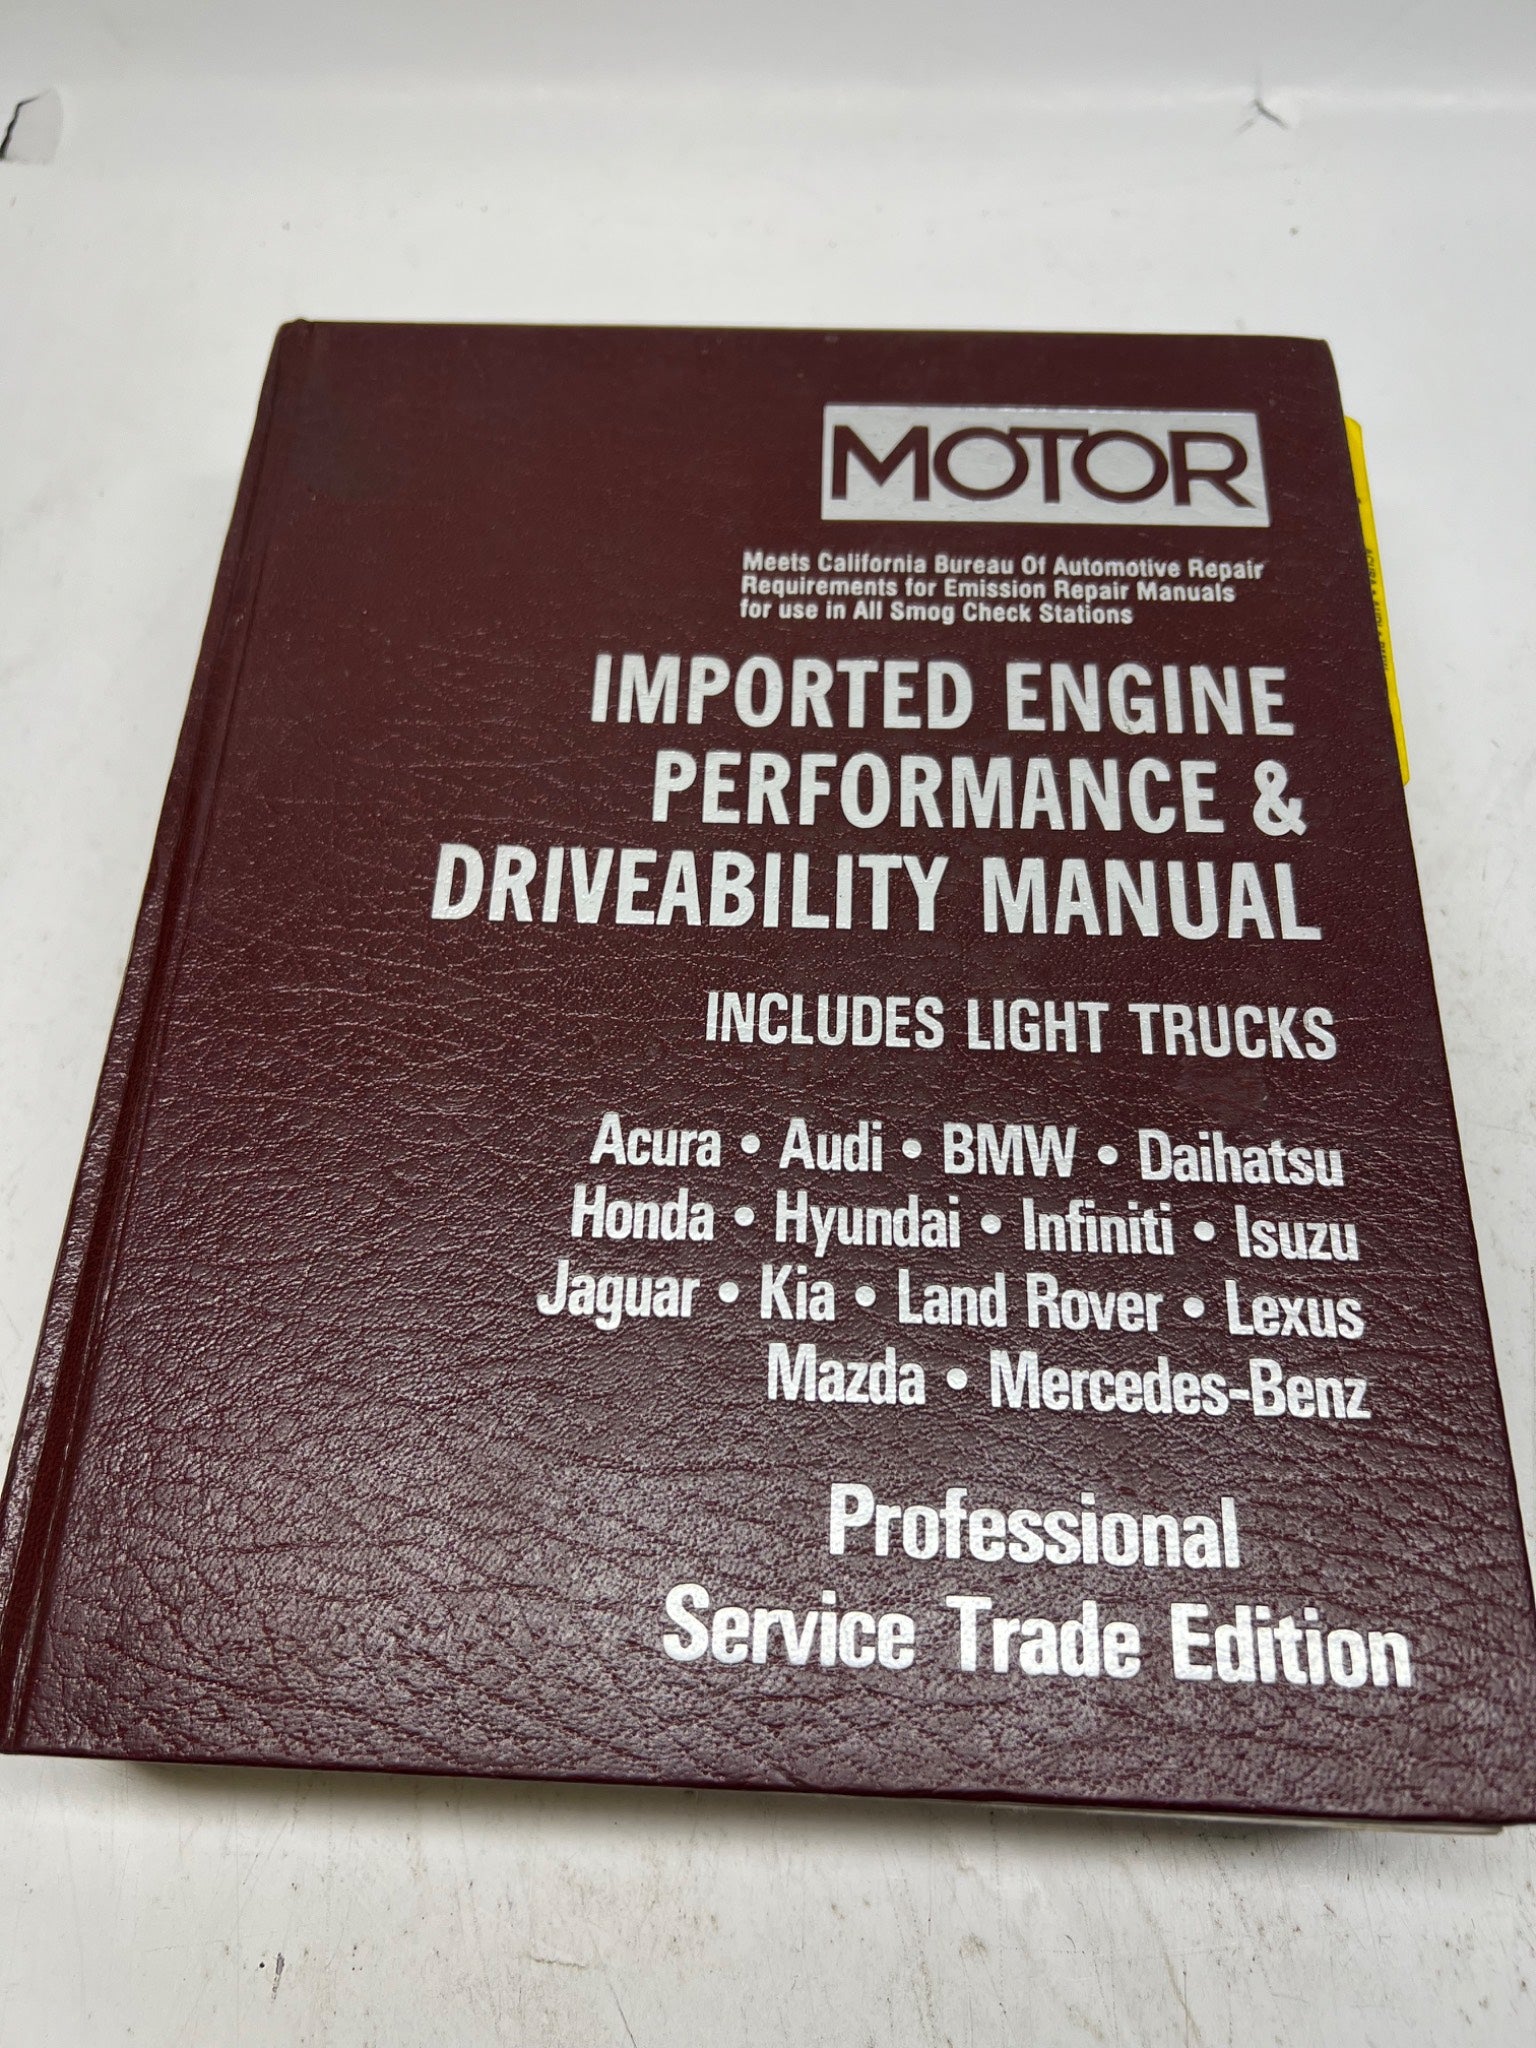 MOTOR
Meets California Bureau Of Automotive Repair
Requirements for Emission Repair Manuals
for use in All Smog Check Stations
IMPORTED ENGINE
PERFORMANCE &
DRIVEABILITY MANUAL
INCLUDES LIGHT TRUCKS
Acura • Audi • BMW • Daihatsu
Honda • Hyundai • Infiniti • Isuzu
Jaguar • Kia • Land Rover • Lexus
Mazda • Mercedes-Benz
Professional
Service Trade Edition
ACURA • AUDI •